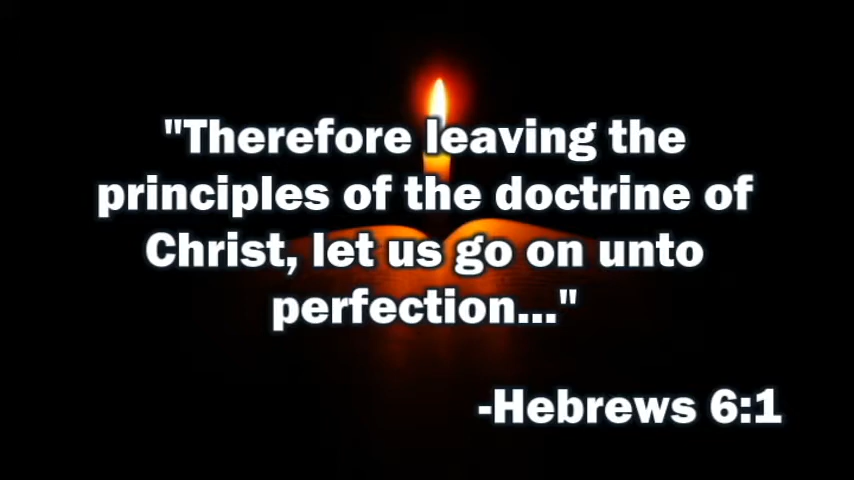 "Therefore leaving the
principles of the doctrine of
Christ, let us go on unto
perfection..."
-Hebrews 6:1